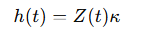 h(t) = Z(t)κ